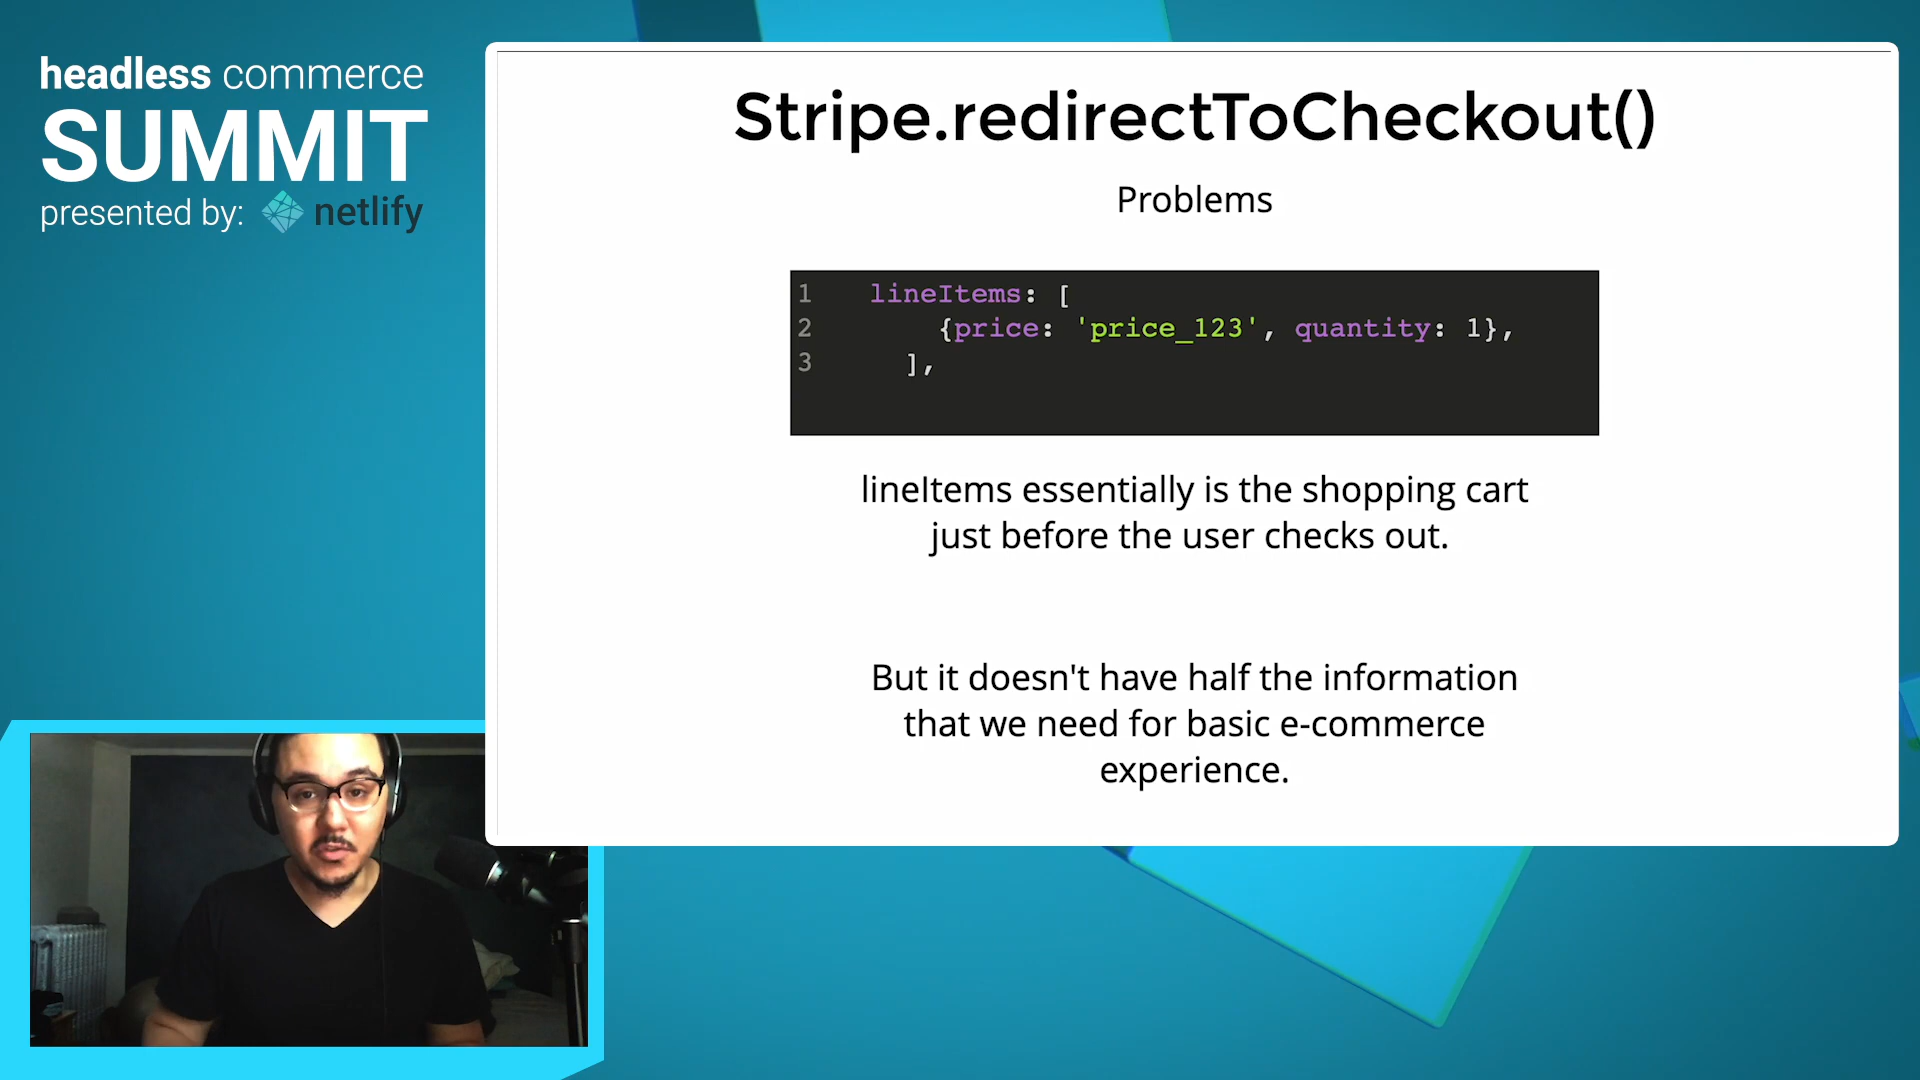 headless commerce
SUMMIT
presented by: netlify
Stripe.redirectToCheckout()
Problems
1 lineItems: [
2 {price: 'price_123', quantity: 1},
3 ],
lineItems essentially is the shopping cart
just before the user checks out.
But it doesn't have half the information
that we need for basic e-commerce
experience.